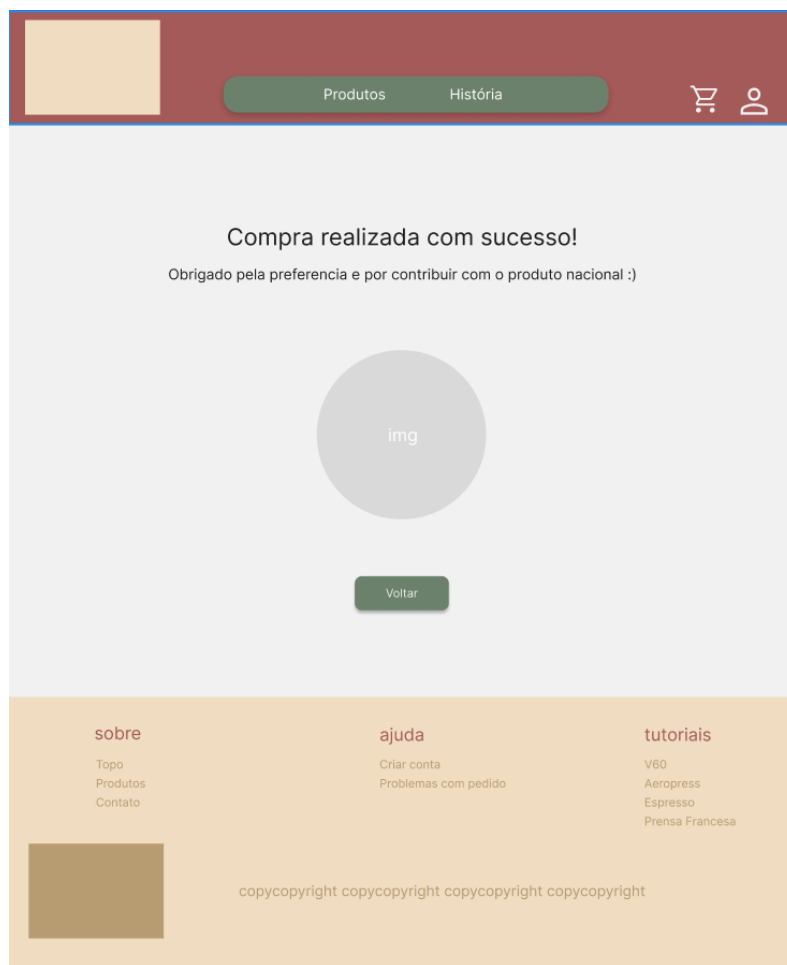 Produtos História
Compra realizada com sucesso!
Obrigado pela preferencia e por contribuir com o produto nacional :)
img
Voltar
sobre
Topo
Produtos
Contato
ajuda
Criar conta
Problemas com pedido
tutoriais
V60
Aeropress
Espresso
Prensa Francesa
copycopyright copycopyright copycopyright copycopyright